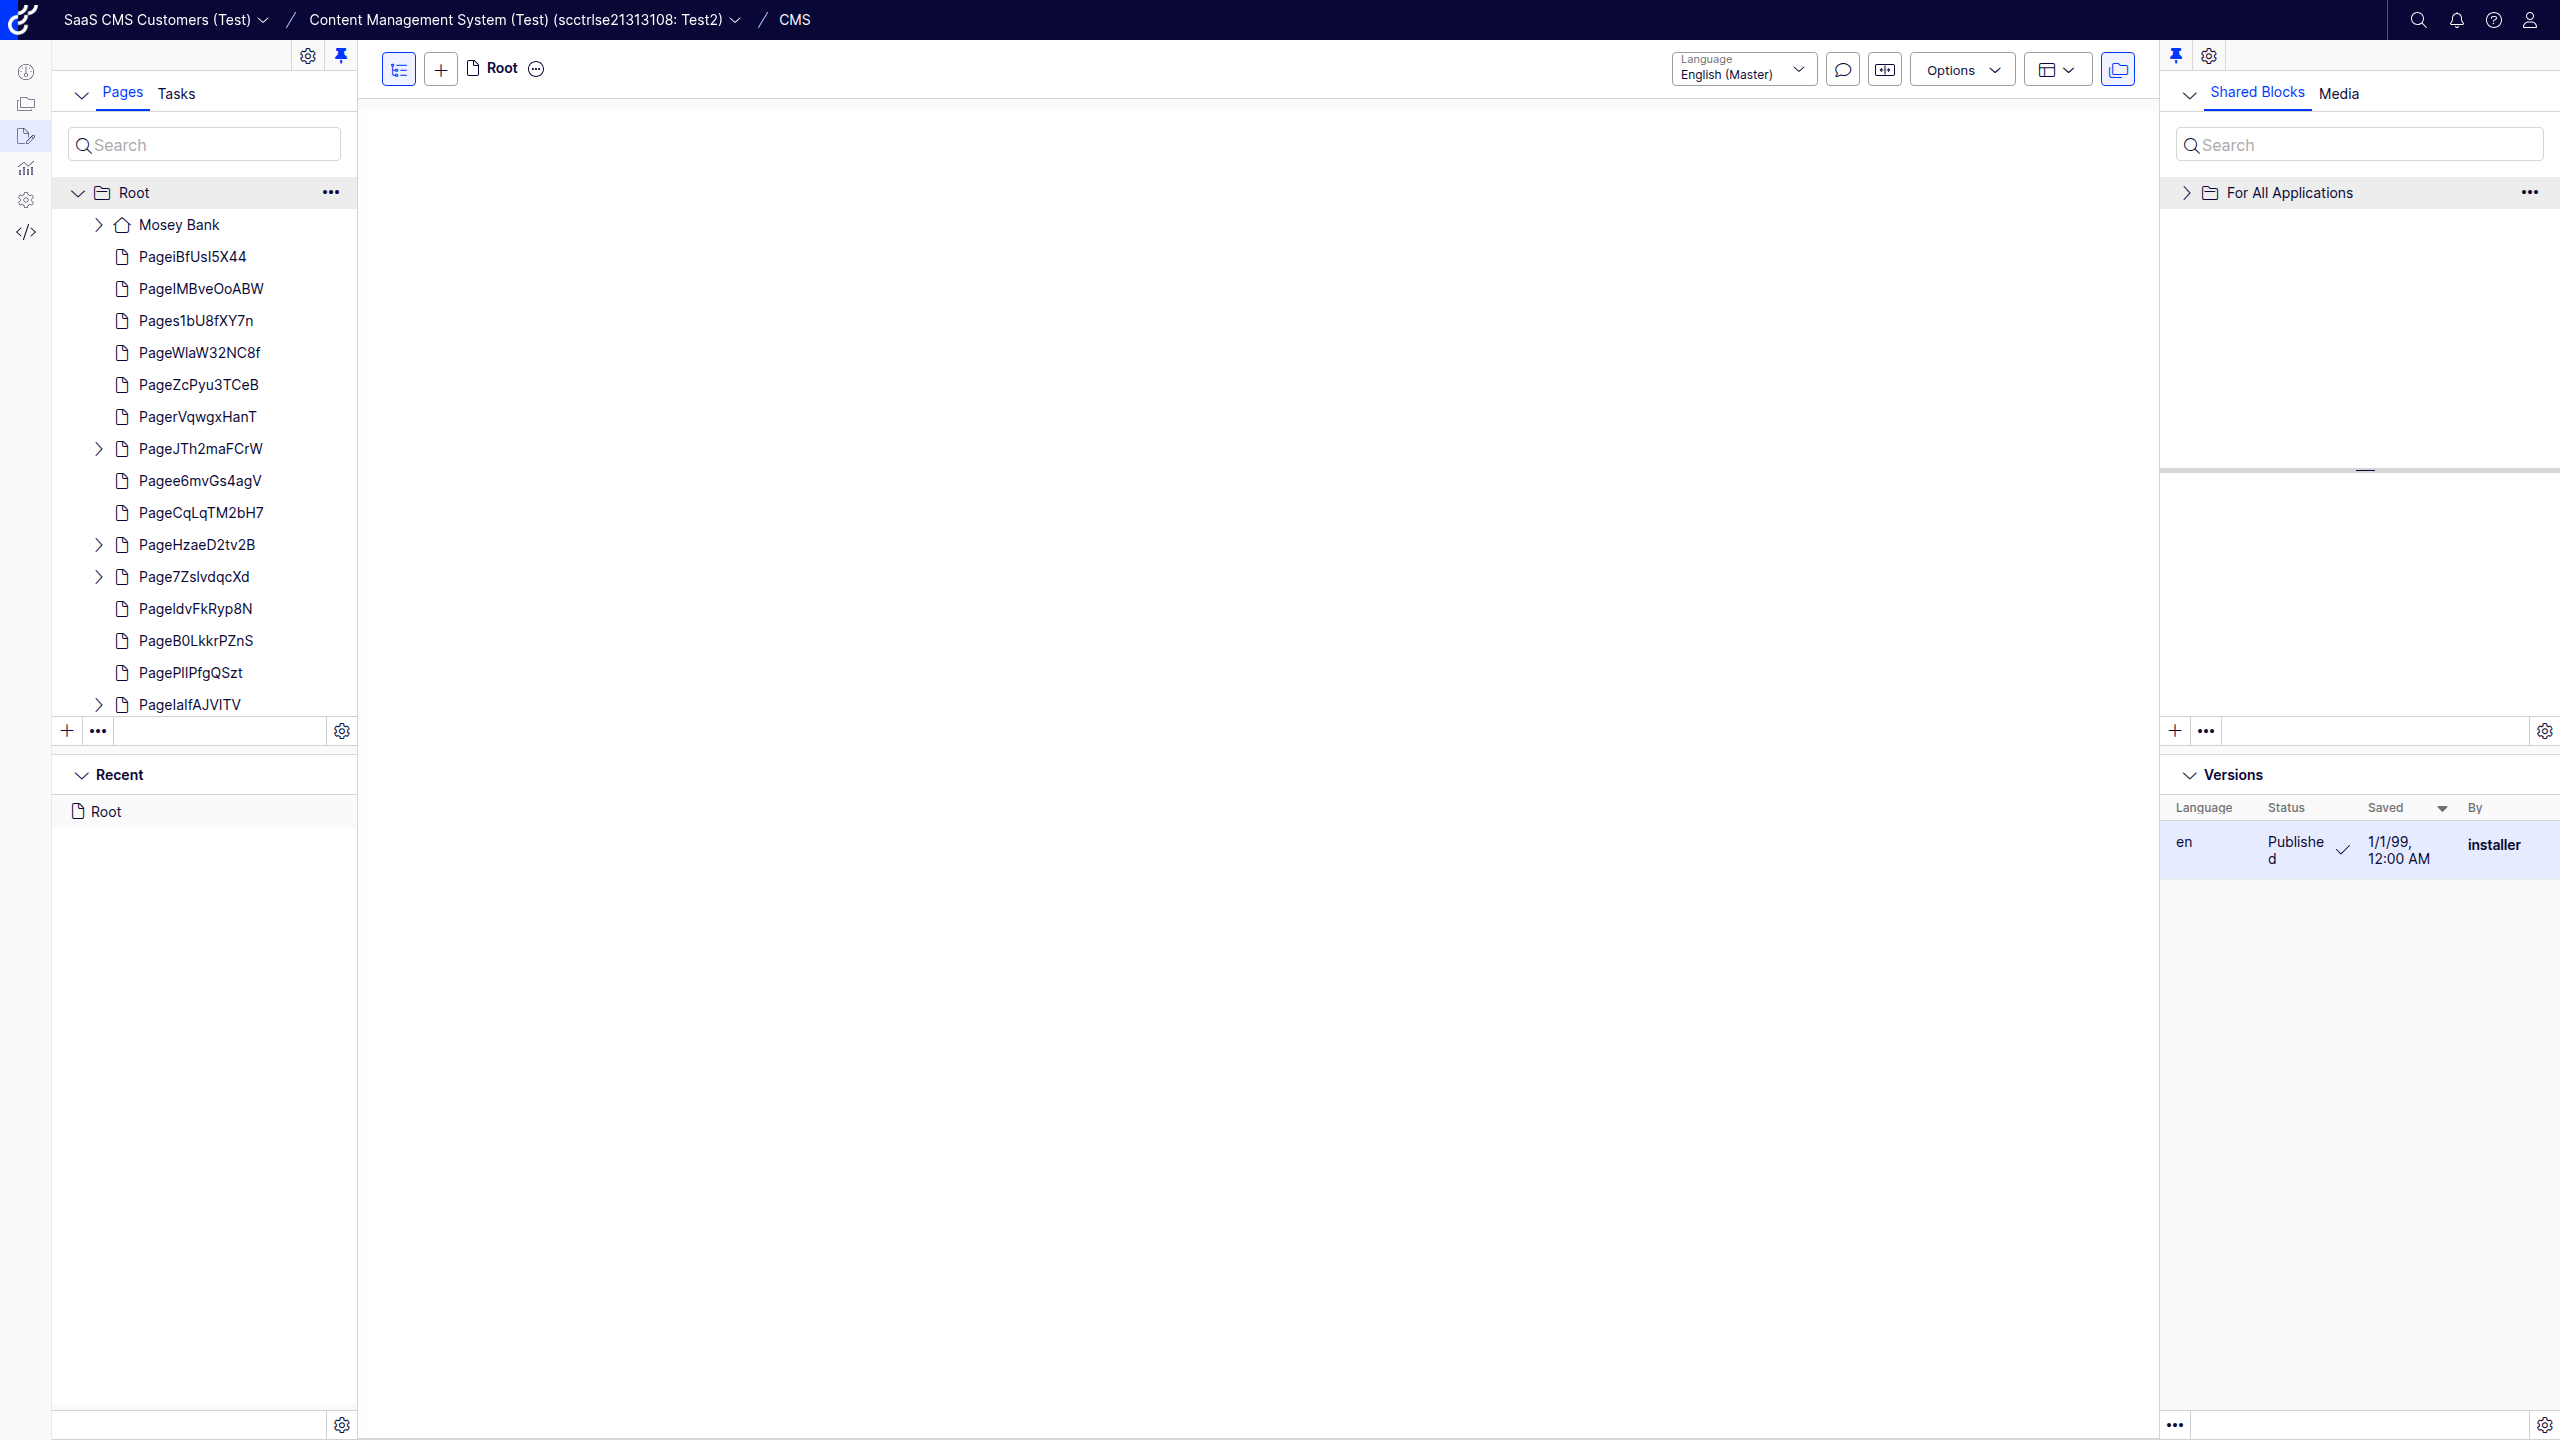 SaaS CMS Customers (Test) / Content Management System (Test) (scctrlse21313108: Test2) / CMS
Pages Tasks
Search
Root
Mosey Bank
PageiBfUsI5X44
PageIMBveOoABW
Pages1bU8fXY7n
PageWlaW32NC8f
PageZcPyu3TCeB
PagerVqwgxHanT
PageJTh2maFCrW
Pagee6mvGs4agV
PageCqLqTM2bH7
PageHzaeD2tv2B
Page7ZslvdqcXd
PageldvFkRyp8N
PageB0LkkrPZnS
PagePIIPfgQSzt
PageIaIfAJVITV
Recent
Root
Root
Language
English (Master)
Options
Shared Blocks Media
Search
For All Applications
Versions
Language Status Saved By
en Publishe
d 1/1/99,
12:00 AM installer